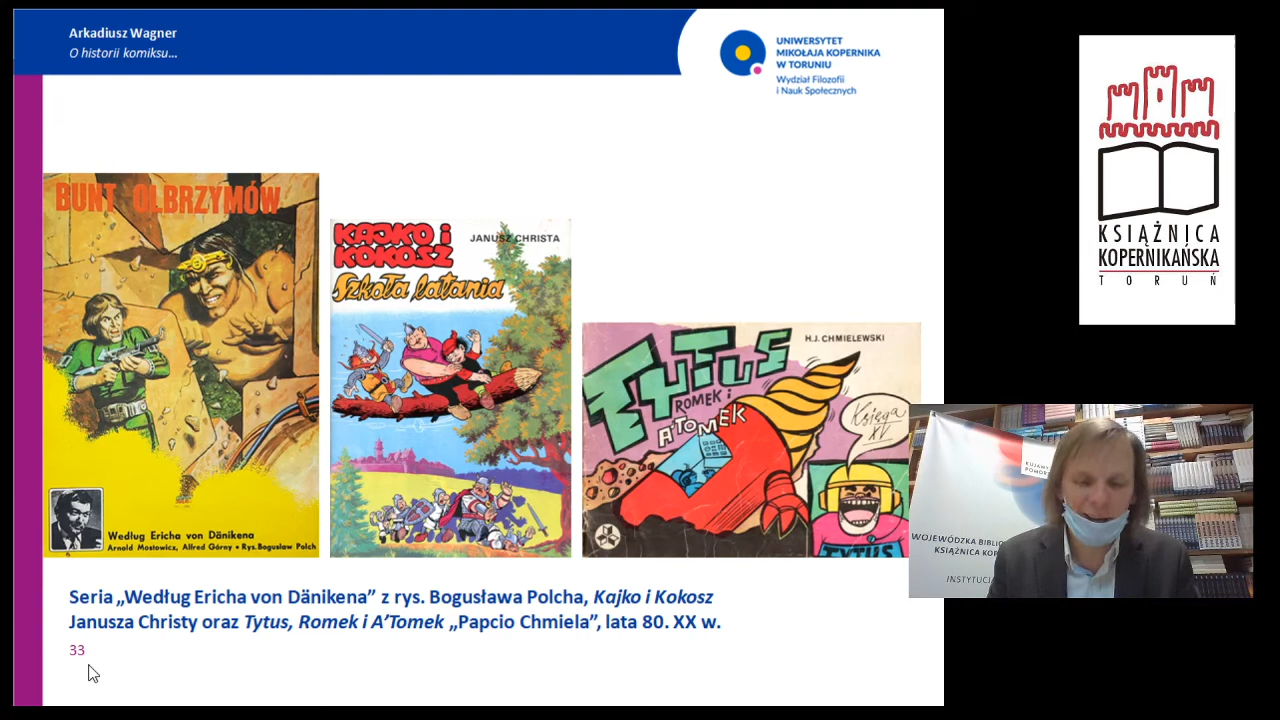 Arkadiusz Wagner
O historii komiksu...
UNIWERSYTET
MIKOŁAJA KOPERNIKA
W TORUNIU
Wydział Filozofii
i Nauk Społecznych
BUNT OLBRZYMÓW
Według Ericha von Dänikena
Arnold Mostowicz, Alfred Górny • Rys. Bogusław Polch
KAJKO i
KOKOSZ
JANUSZ CHRISTA
Szkoła latania
TYTUS
ROMEK i
A'TOMEK
H.J. CHMIELEWSKI
Księga
XV
TYTUS
Seria „Według Ericha von Dänikena” z rys. Bogusława Polcha, Kajko i Kokosz
Janusza Christy oraz Tytus, Romek i A’Tomek „Papcio Chmiela”, lata 80. XX w.
33
KSIĄŻNICA
KOPERNIKAŃSKA
TORUŃ
WOJEWÓDZKA
KSIĄŻNICA